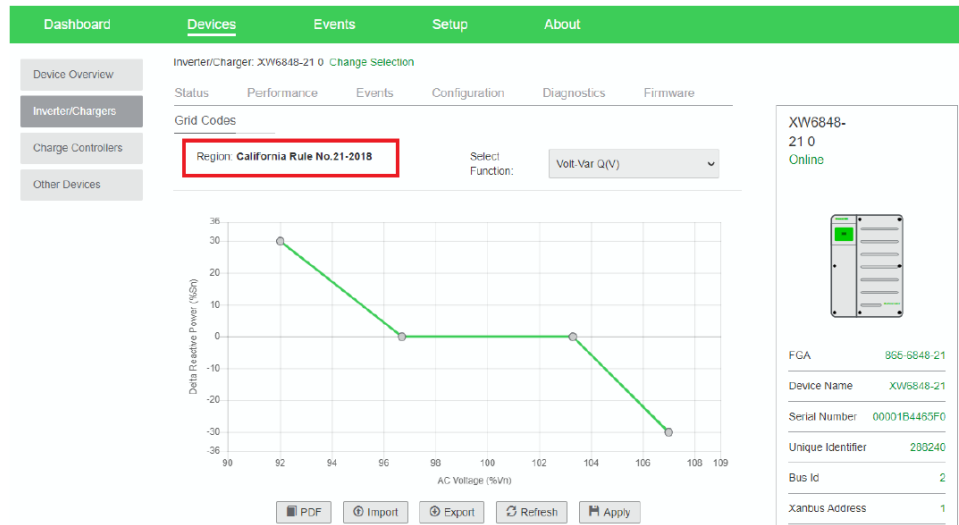 Dashboard Devices Events Setup About
Device Overview
Inverter/Chargers
Charge Controllers
Other Devices
Inverter/Charger: XW6848-21 0 Change Selection
Status Performance Events Configuration Diagnostics Firmware
Grid Codes
Region: California Rule No.21-2018
Select
Function:
Volt-Var Q(V)
Delta Reactive Power (%Sn)
36
30
20
10
0
-10
-20
-30
-36
90 92 94 96 98 100 102 104 106 108 109
AC Voltage (%Vn)
PDF Import Export Refresh Apply
XW6848-
21 0
Online
FGA 865-6848-21
Device Name XW6848-21
Serial Number 00001B4465F0
Unique Identifier 288240
Bus Id 2
Xanbus Address 1